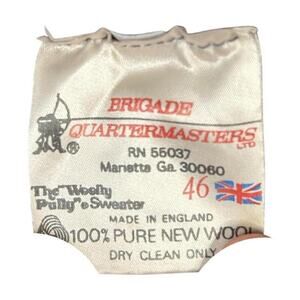 BRIGADE
QUARTERMASTERS
LTD
®
RN 55037
Marietta Ga. 30060
46
The "Woolly
Pully"® Sweater
MADE IN ENGLAND
100% PURE NEW WOOL
DRY CLEAN ONLY